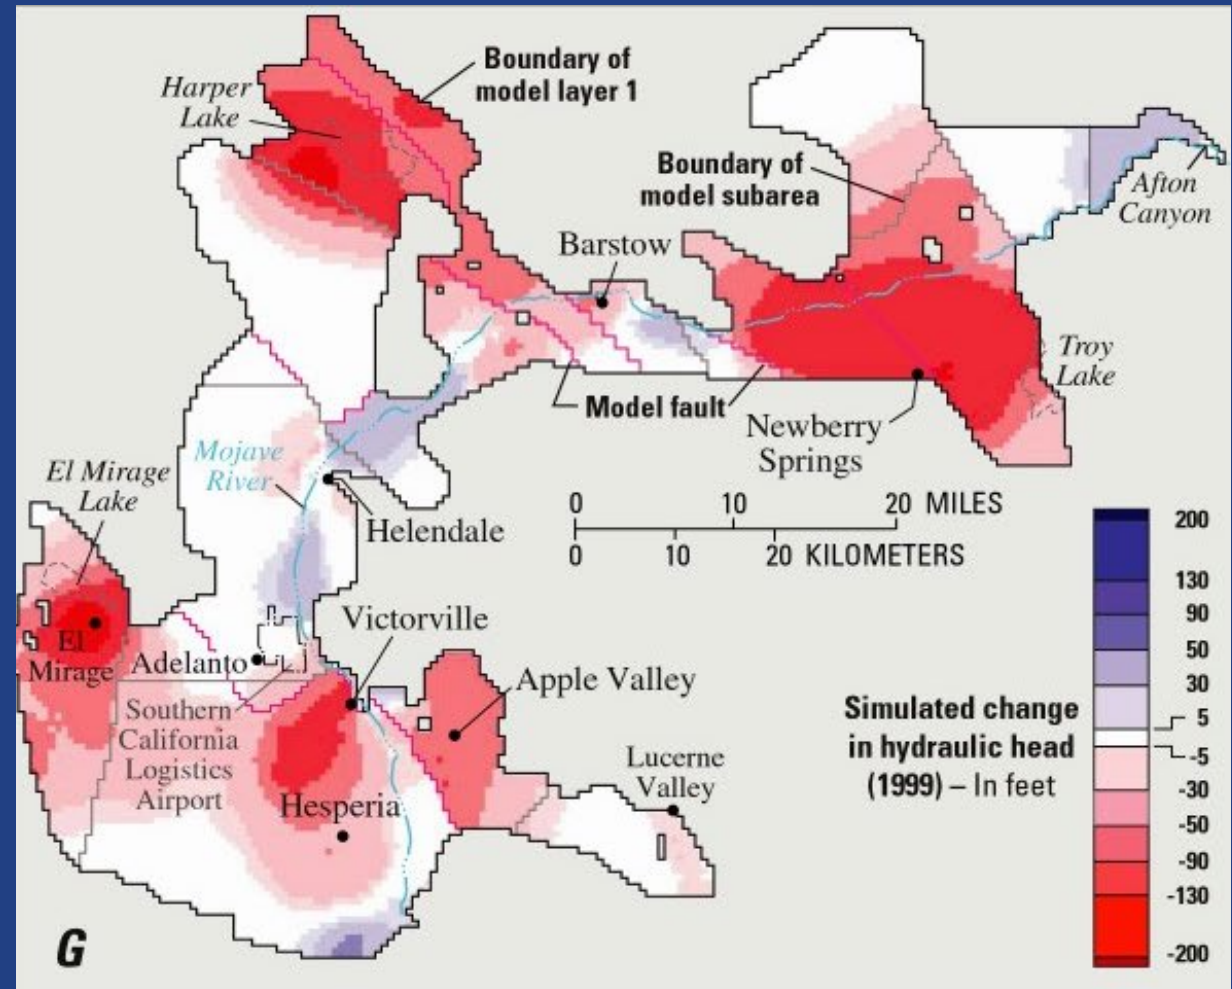 Harper
Lake
Boundary of
model layer 1
Boundary of
model subarea
Afton
Canyon
Barstow
Troy
Lake
Model fault
Newberry
Springs
Mojave
River
El Mirage
Lake
Helendale
0 10 20 MILES
0 10 20 KILOMETERS
Victorville
El
Mirage
Adelanto
Apple Valley
Southern
California
Logistics
Airport
Lucerne
Valley
Hesperia
Simulated change
in hydraulic head
(1999) – In feet
200
130
90
50
30
5
-5
-30
-50
-90
-130
-200
G